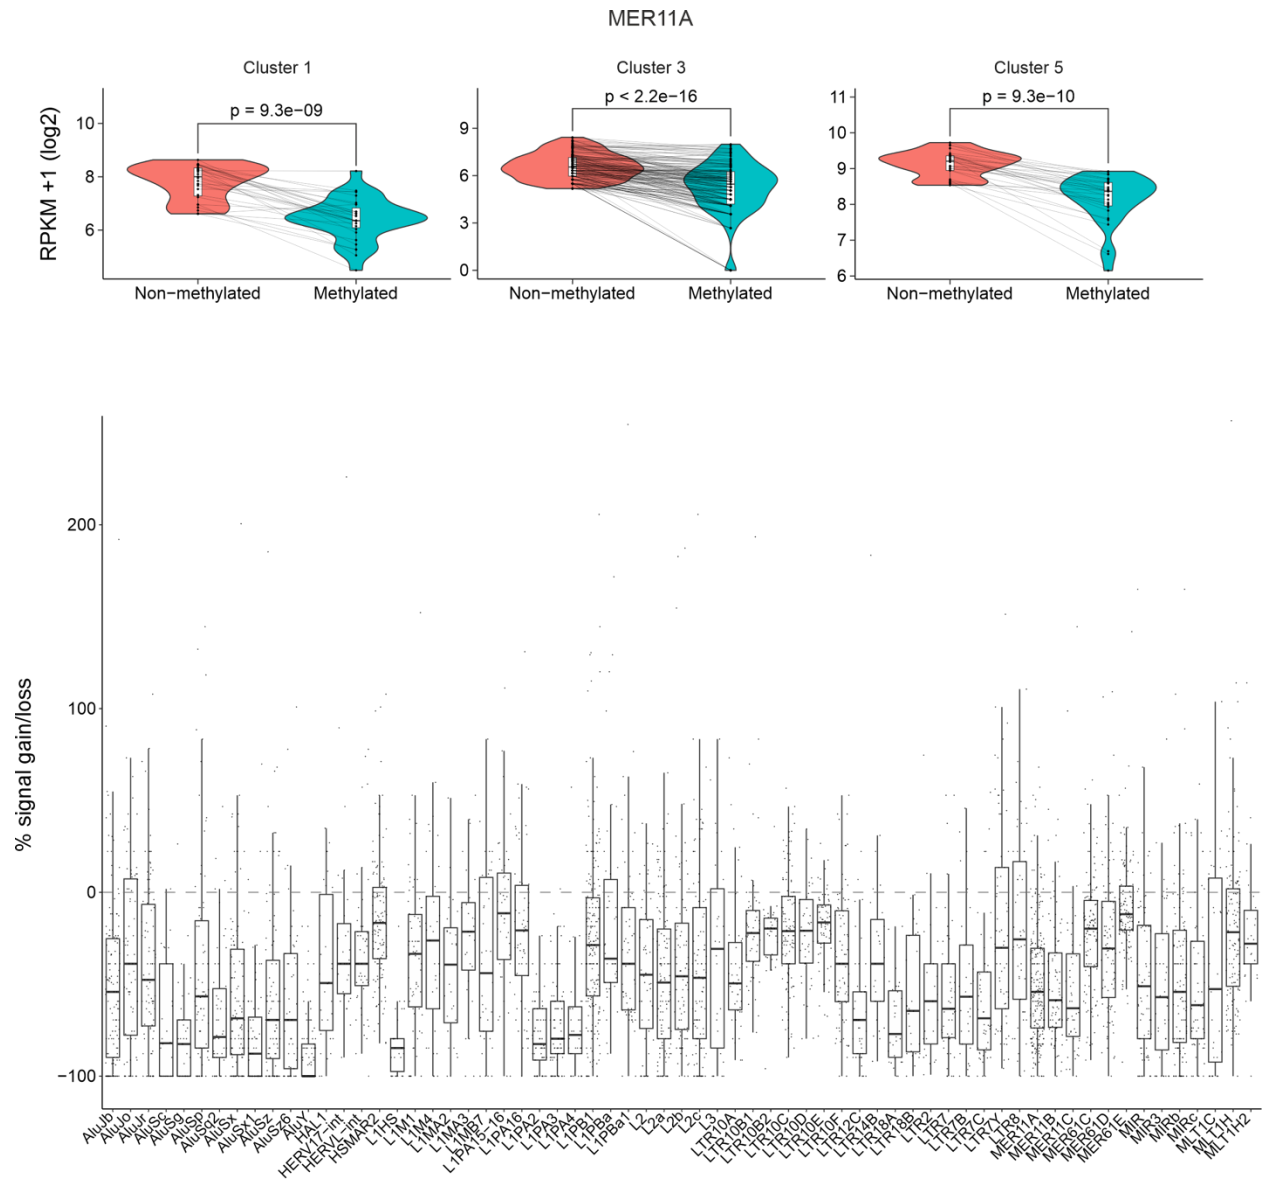 MER11A
Cluster 1
Cluster 3
Cluster 5
RPKM +1 (log2)
p = 9.3e−09
10
8
6
Non−methylated
Methylated
p < 2.2e−16
9
6
3
0
Non−methylated
Methylated
p = 9.3e−10
11
10
9
8
7
6
Non−methylated
Methylated
% signal gain/loss
200
100
0
−100
AluJb
AluJo
AluJr
AluSc
AluSg
AluSp
AluSq2
AluSx
AluSx1
AluSz
AluSz6
AluY
HAL1
HERV17−int
HERVL−int
HSMAR2
L1HS
L1M1
L1M4
L1MA2
L1MA3
L1MB7
L1PA15−16
L1PA16
L1PA2
L1PA3
L1PA4
L1PB1
L1PBa
L1PBa1
L2
L2a
L2b
L2c
L3
LTR10A
LTR10B1
LTR10B2
LTR10C
LTR10D
LTR10E
LTR10F
LTR12C
LTR14B
LTR18A
LTR18B
LTR2
LTR7
LTR7B
LTR7C
LTR7Y
LTR8
MER11A
MER11B
MER11C
MER61C
MER61D
MER61E
MIR
MIR3
MIRb
MIRc
MLT1C
MLT1H
MLT1H2